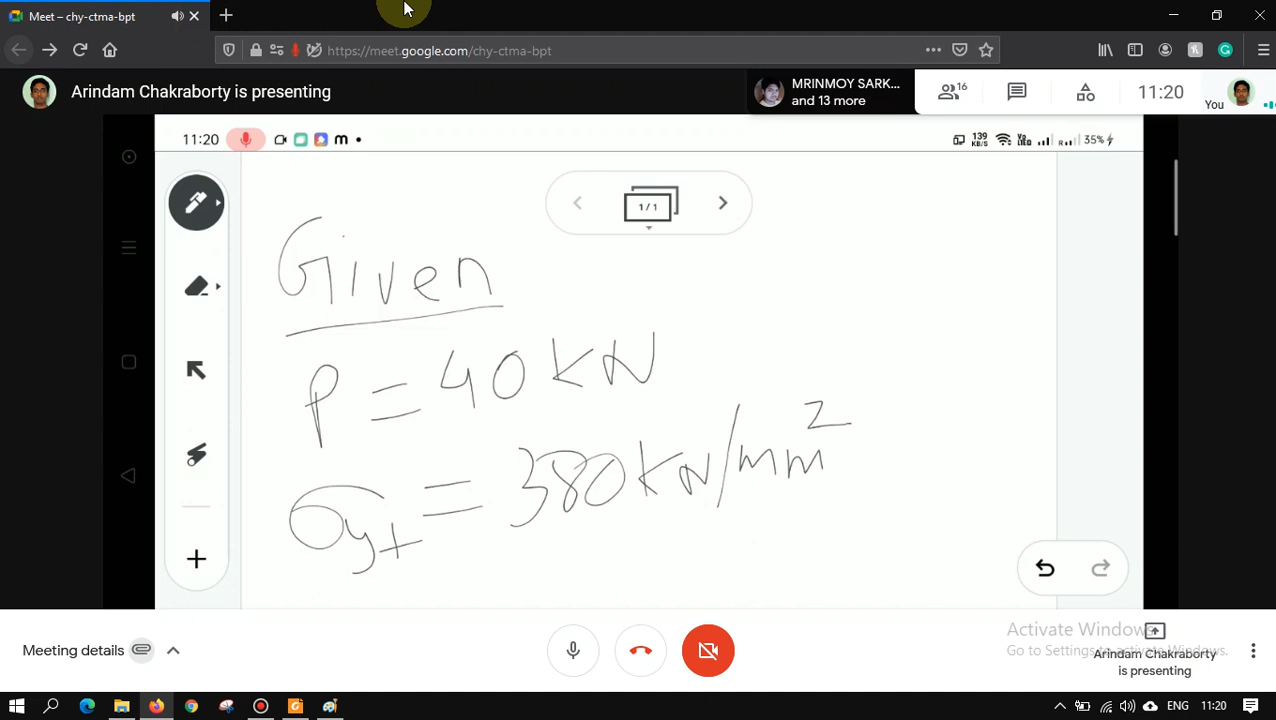 Meet – chy-ctma-bpt
https://meet.google.com/chy-ctma-bpt
Arindam Chakraborty is presenting
MRINMOY SARK...
and 13 more
16
11:20
You
11:20
139
KB/S
35%
1/1
Given
P = 40 kN
σyt = 380 kN/mm²
Meeting details
Activate Windows
Go to Settings to activate Windows.
Arindam Chakraborty
is presenting
ENG
11:20